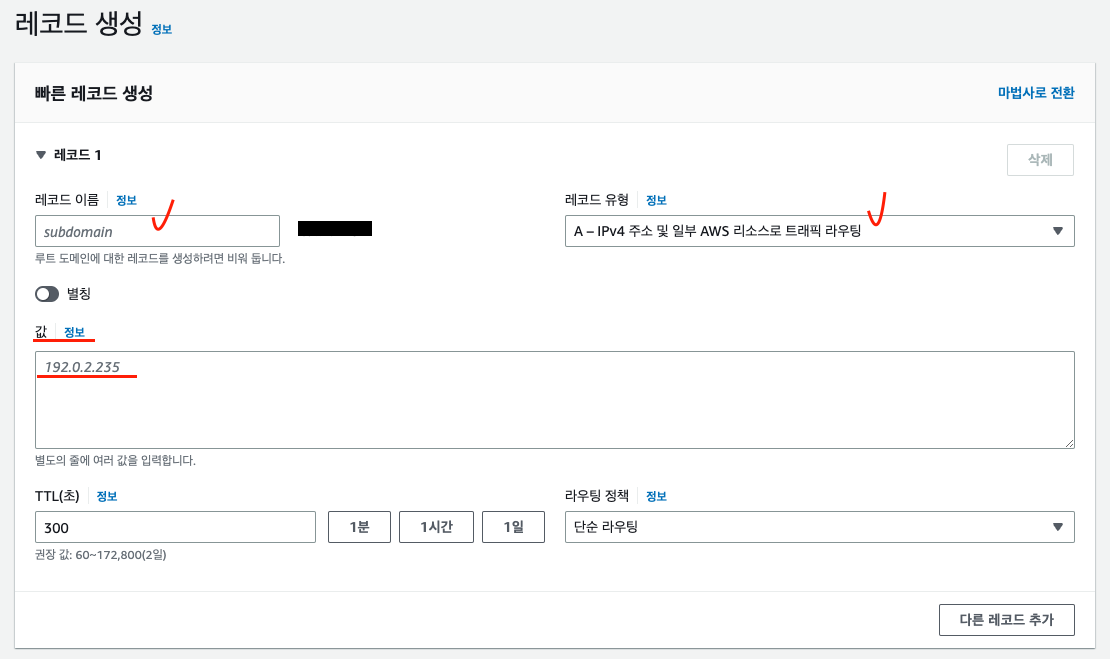 레코드 생성 정보
빠른 레코드 생성 마법사로 전환
▼ 레코드 1 삭제
레코드 이름 정보 레코드 유형 정보
subdomain A – IPv4 주소 및 일부 AWS 리소스로 트래픽 라우팅
루트 도메인에 대한 레코드를 생성하려면 비워 둡니다.
별칭
값 정보
192.0.2.235
별도의 줄에 여러 값을 입력합니다.
TTL(초) 정보 라우팅 정책 정보
300 1분 1시간 1일 단순 라우팅
권장 값: 60~172,800(2일)
다른 레코드 추가